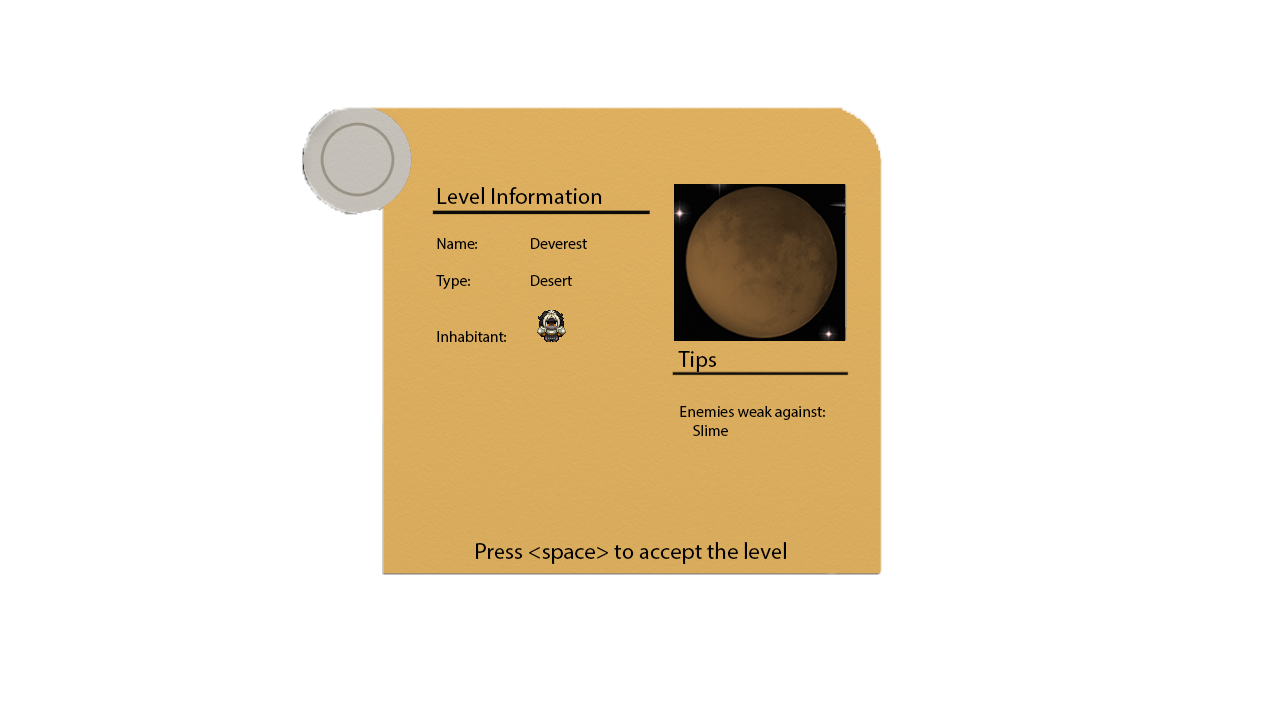 Level Information
Name: Deverest
Type: Desert
Inhabitant:
Tips
Enemies weak against:
Slime
Press <space> to accept the level